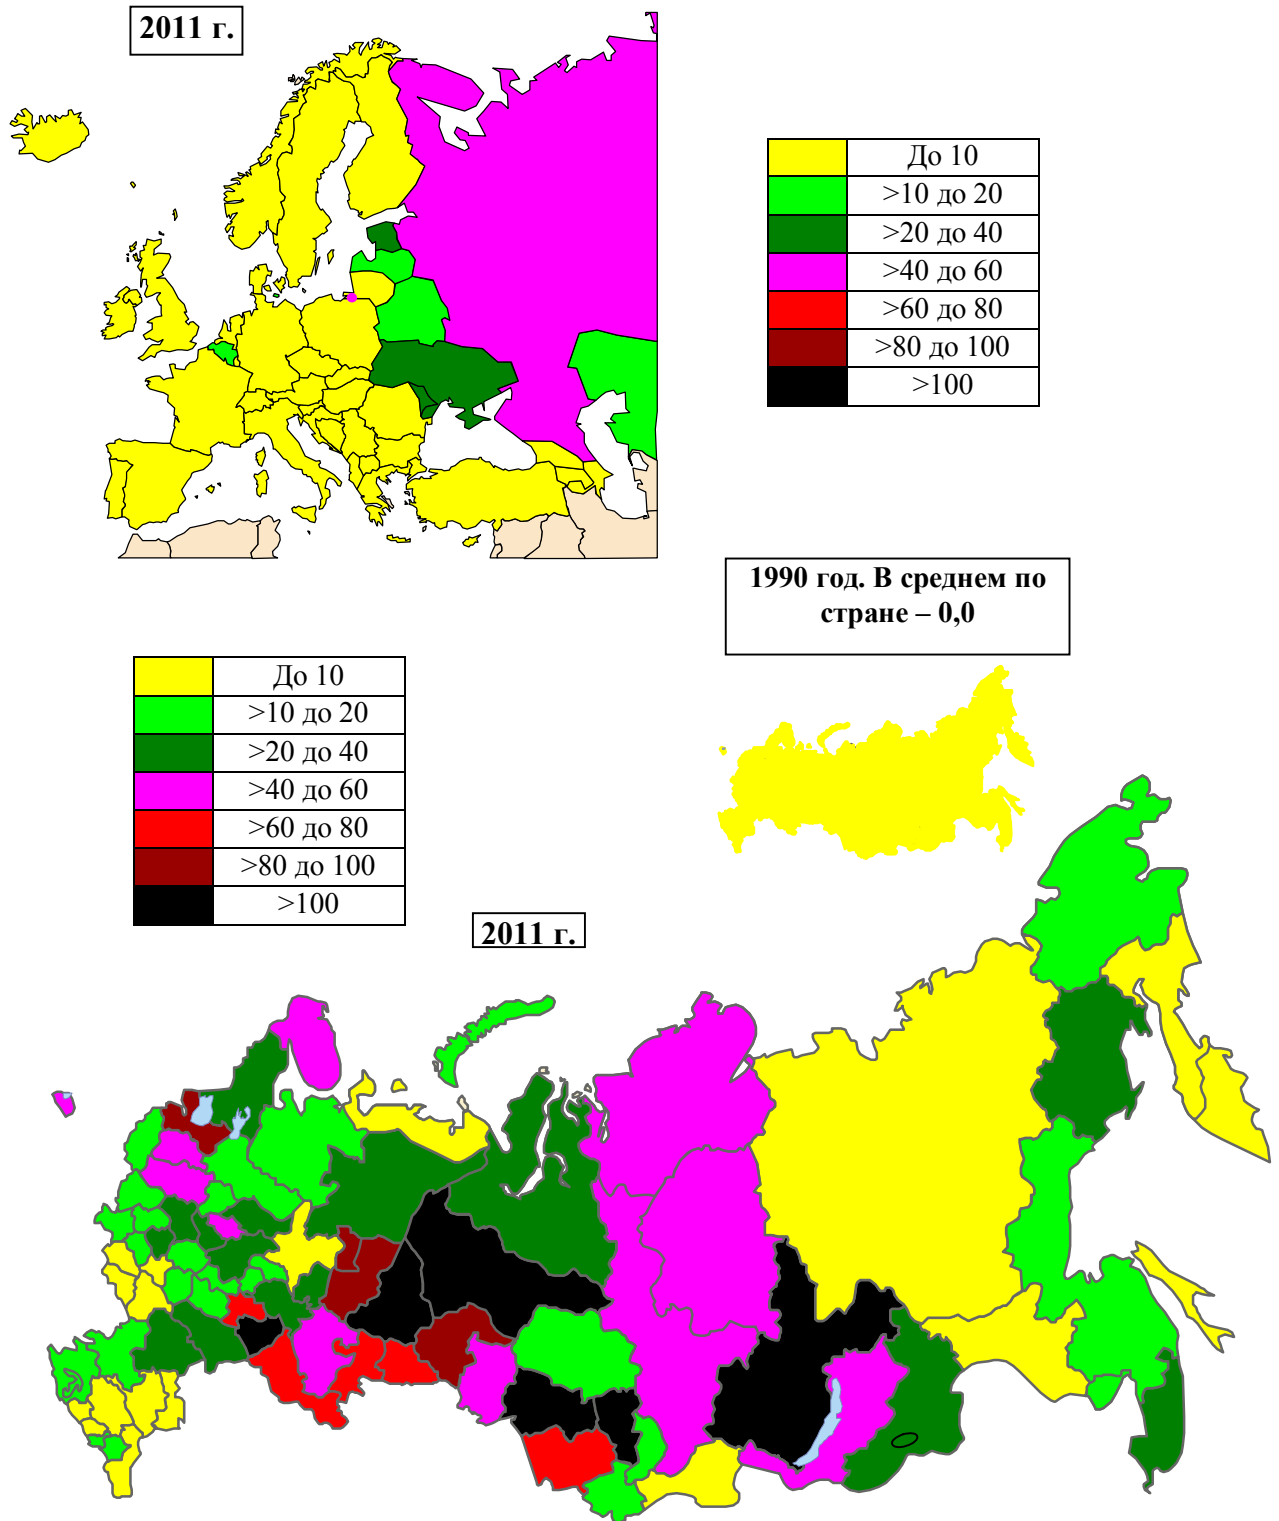 2011 г.
До 10
>10 до 20
>20 до 40
>40 до 60
>60 до 80
>80 до 100
>100
1990 год. В среднем по
стране – 0,0
До 10
>10 до 20
>20 до 40
>40 до 60
>60 до 80
>80 до 100
>100
2011 г.